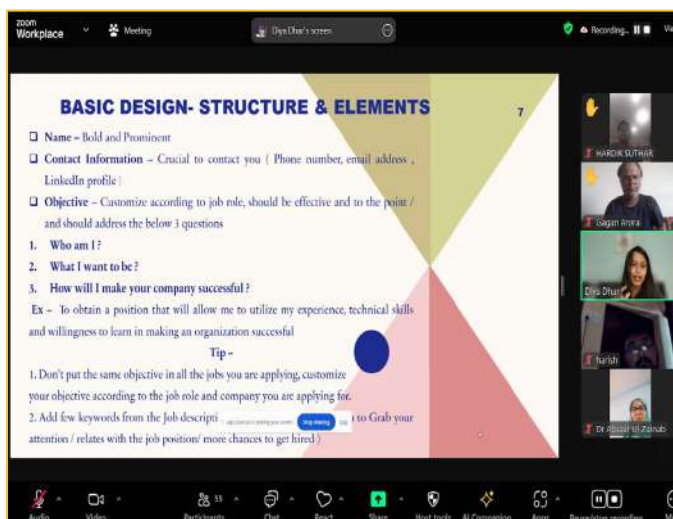 zoom
Workplace
Meeting
Diya Dhar's screen
Recording...
BASIC DESIGN- STRUCTURE & ELEMENTS
7
Name – Bold and Prominent
Contact Information – Crucial to contact you ( Phone number, email address ,
LinkedIn profile )
Objective – Customize according to job role, should be effective and to the point /
and should address the below 3 questions
1. Who am I ?
2. What I want to be ?
3. How will I make your company successful ?
Ex – To obtain a position that will allow me to utilize my experience, technical skills
and willingness to learn in making an organization successful
Tip –
1. Don't put the same objective in all the jobs you are applying, customize
your objective according to the job role and company you are applying for.
2. Add few keywords from the Job descripti
Stop sharing
to Grab your
attention / relates with the job position/ more chances to get hired )
HARDIK SUTHAR
Gagan Arora
Diya Dhar
harish
Audio
Video
Participants
Chat
React
Share
Host tools
AI Companion
Apps
Pause/stop recording